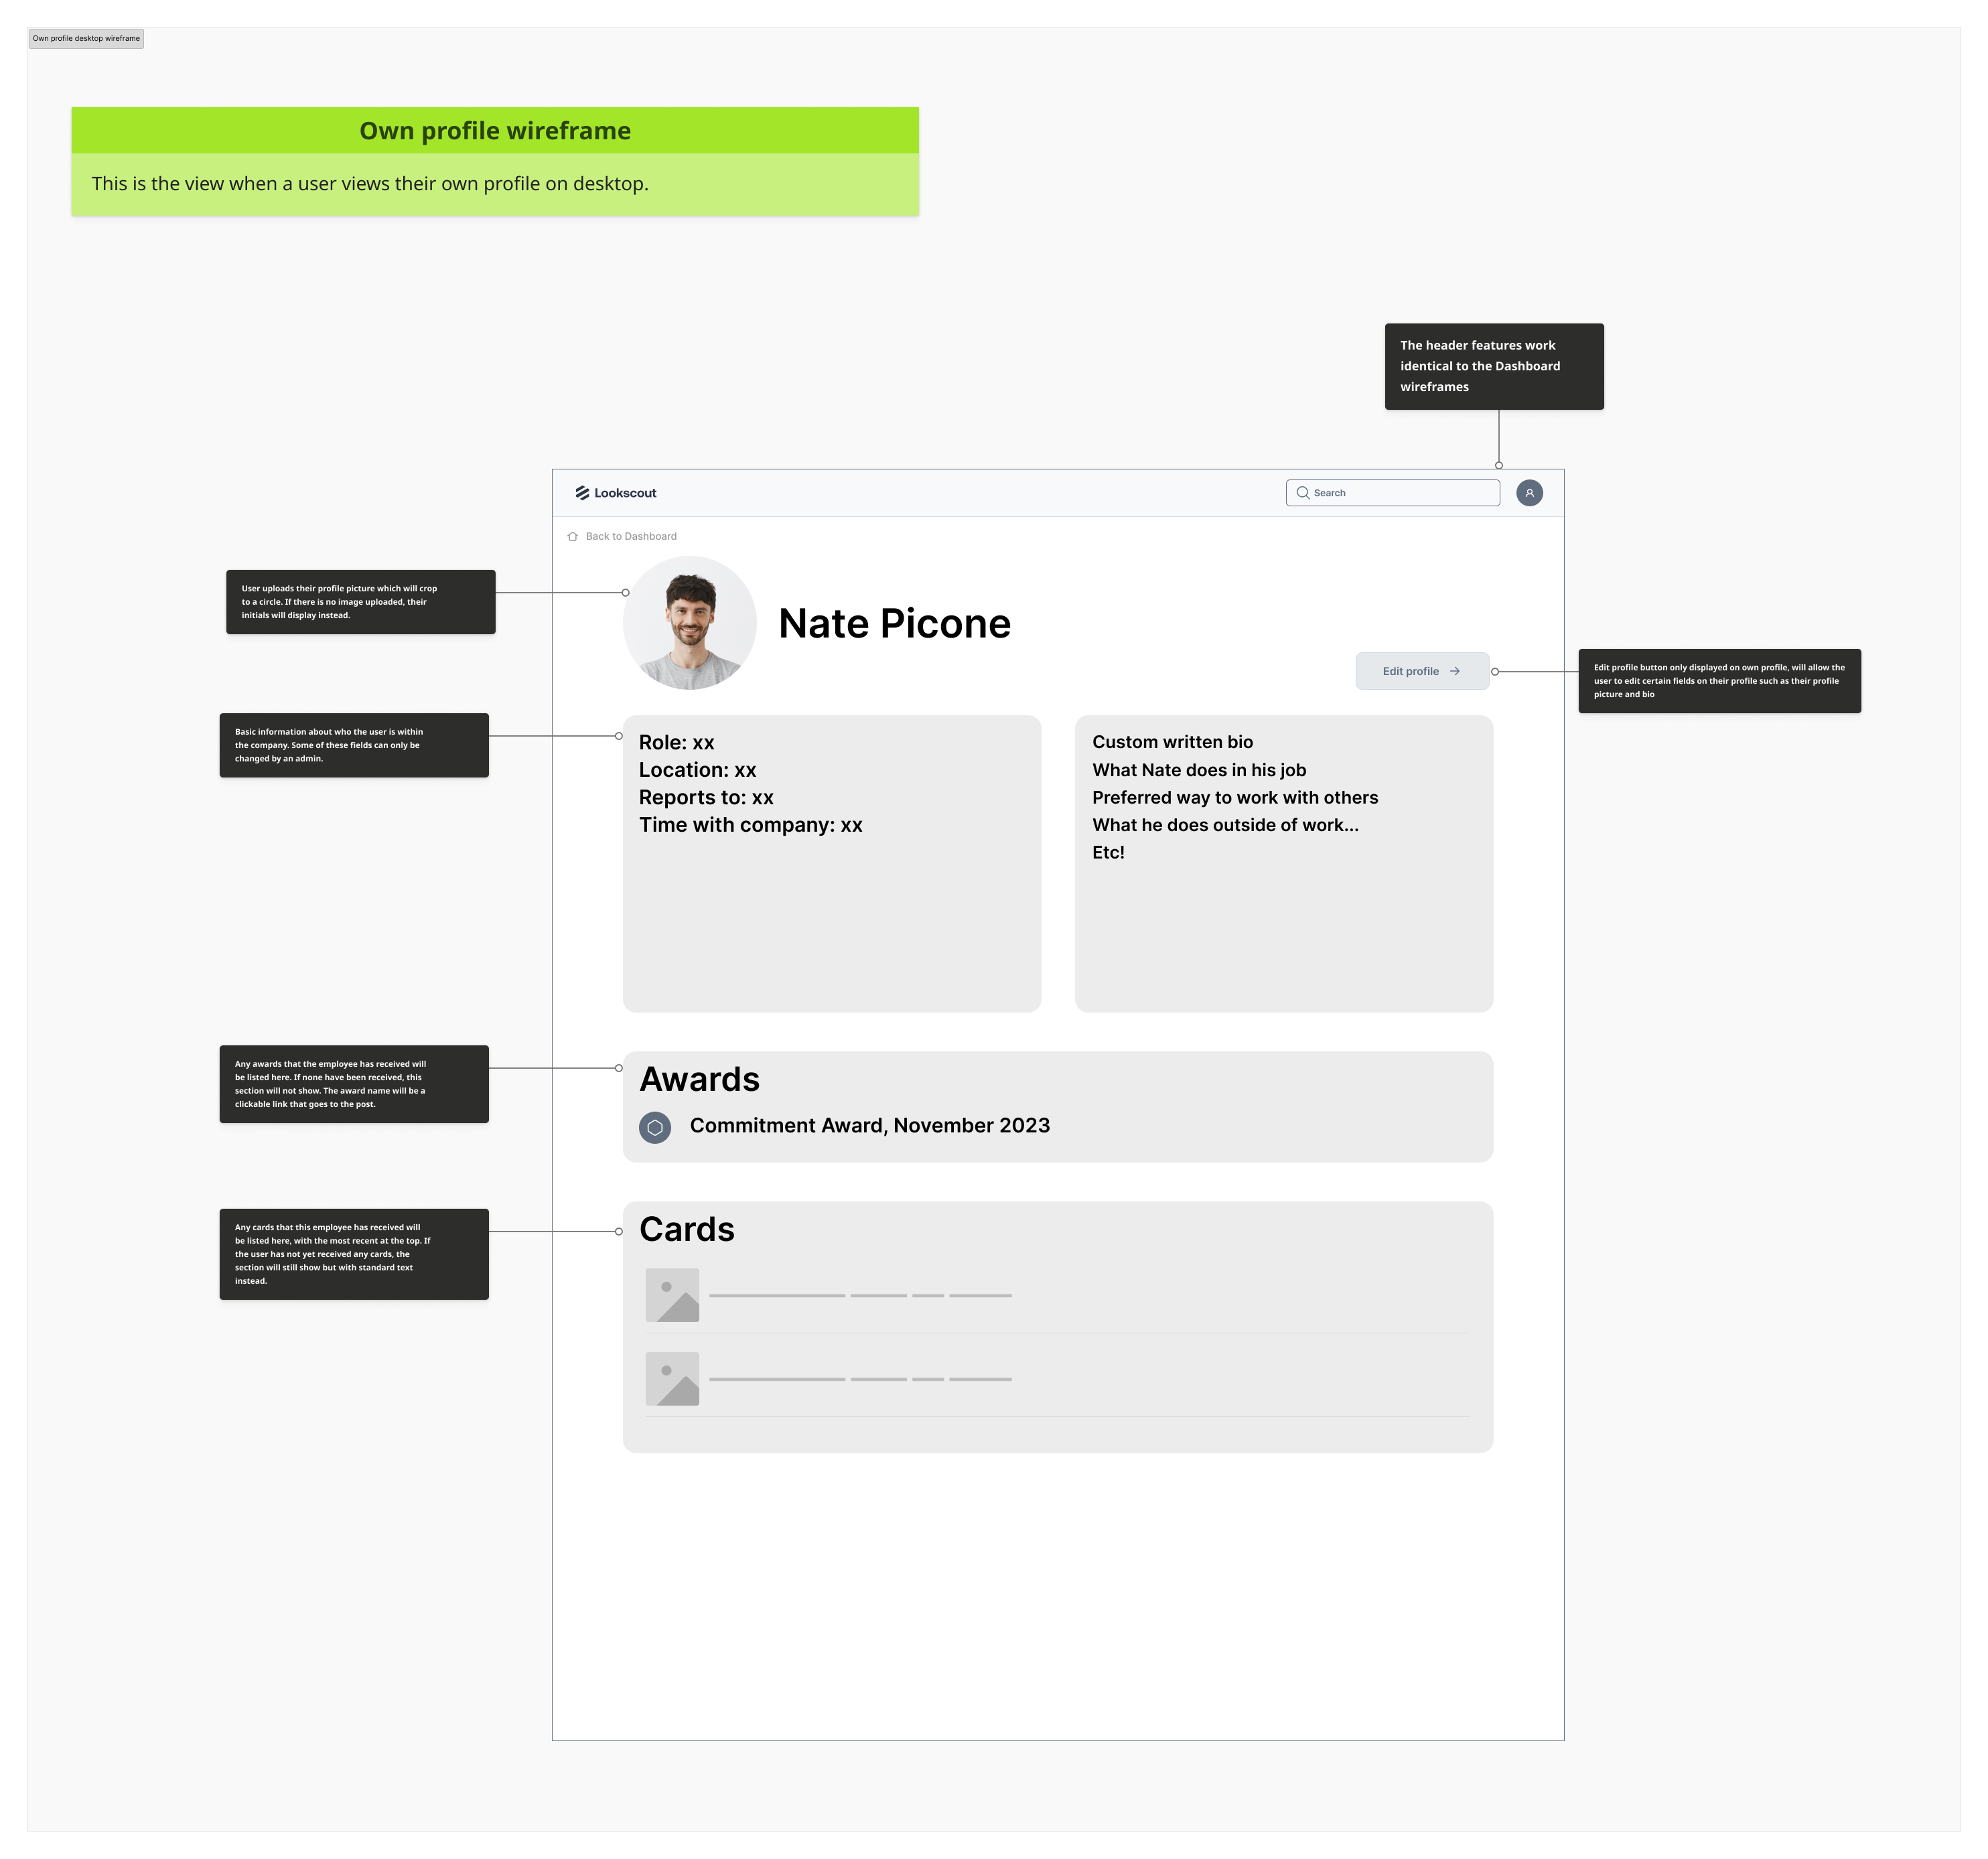 Own profile desktop wireframe
Own profile wireframe
This is the view when a user views their own profile on desktop.
The header features work
identical to the Dashboard
wireframes
Lookscout
Search
Back to Dashboard
User uploads their profile picture which will crop
to a circle. If there is no image uploaded, their
initials will display instead.
Nate Picone
Edit profile
Edit profile button only displayed on own profile, will allow the
user to edit certain fields on their profile such as their profile
picture and bio
Basic information about who the user is within
the company. Some of these fields can only be
changed by an admin.
Role: xx
Location: xx
Reports to: xx
Time with company: xx
Custom written bio
What Nate does in his job
Preferred way to work with others
What he does outside of work...
Etc!
Any awards that the employee has received will
be listed here. If none have been received, this
section will not show. The award name will be a
clickable link that goes to the post.
Awards
Commitment Award, November 2023
Any cards that this employee has received will
be listed here, with the most recent at the top. If
the user has not yet received any cards, the
section will still show but with standard text
instead.
Cards